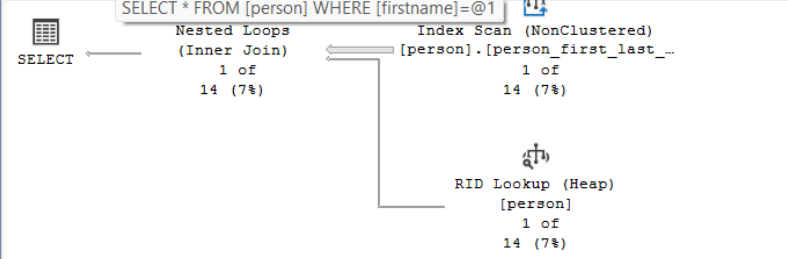 SELECT * FROM [person] WHERE [firstname]=@1
SELECT
Nested Loops
(Inner Join)
1 of
14 (7%)
Index Scan (NonClustered)
[person].[person_first_last_…
1 of
14 (7%)
RID Lookup (Heap)
[person]
1 of
14 (7%)